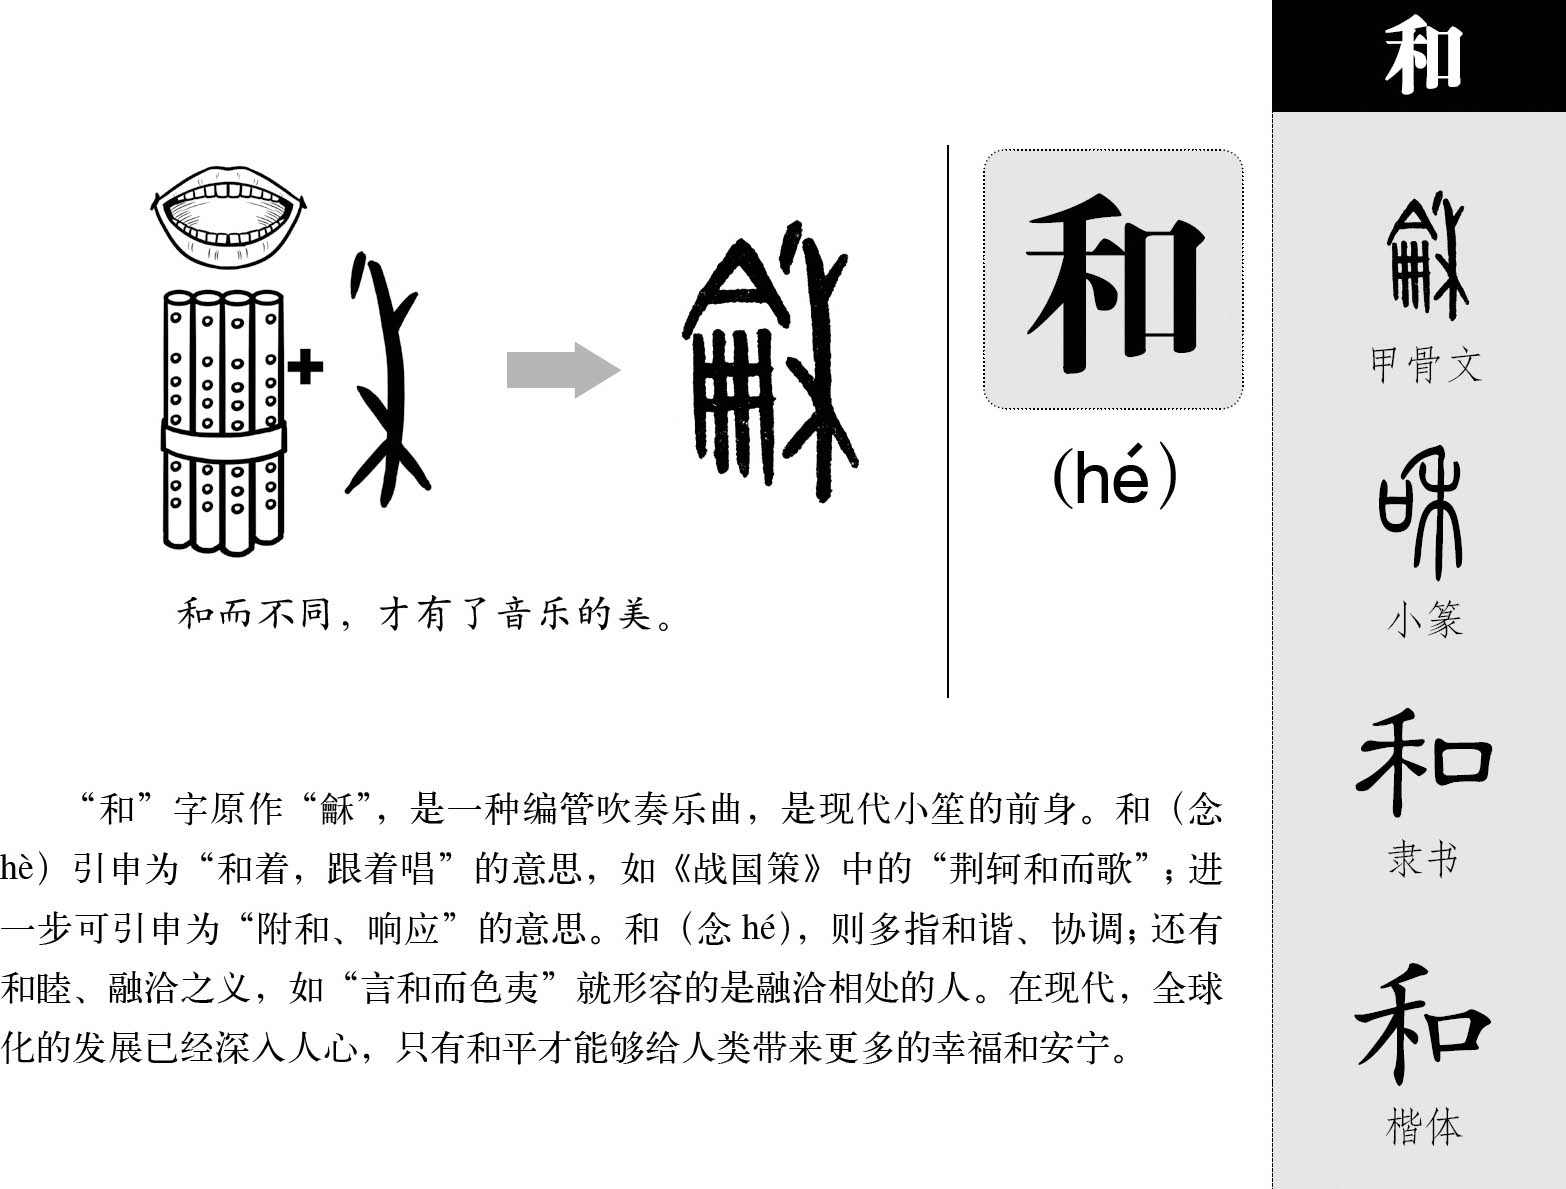 和
和
(hé)
和而不同，才有了音乐的美。
“和”字原作“龢”，是一种编管吹奏乐曲，是现代小笙的前身。和（念
hè）引申为“和着，跟着唱”的意思，如《战国策》中的“荆轲和而歌”；进
一步可引申为“附和、响应”的意思。和（念 hé），则多指和谐、协调；还有
和睦、融洽之义，如“言和而色夷”就形容的是融洽相处的人。在现代，全球
化的发展已经深入人心，只有和平才能够给人类带来更多的幸福和安宁。
龢
甲骨文
和
小篆
和
隶书
和
楷体